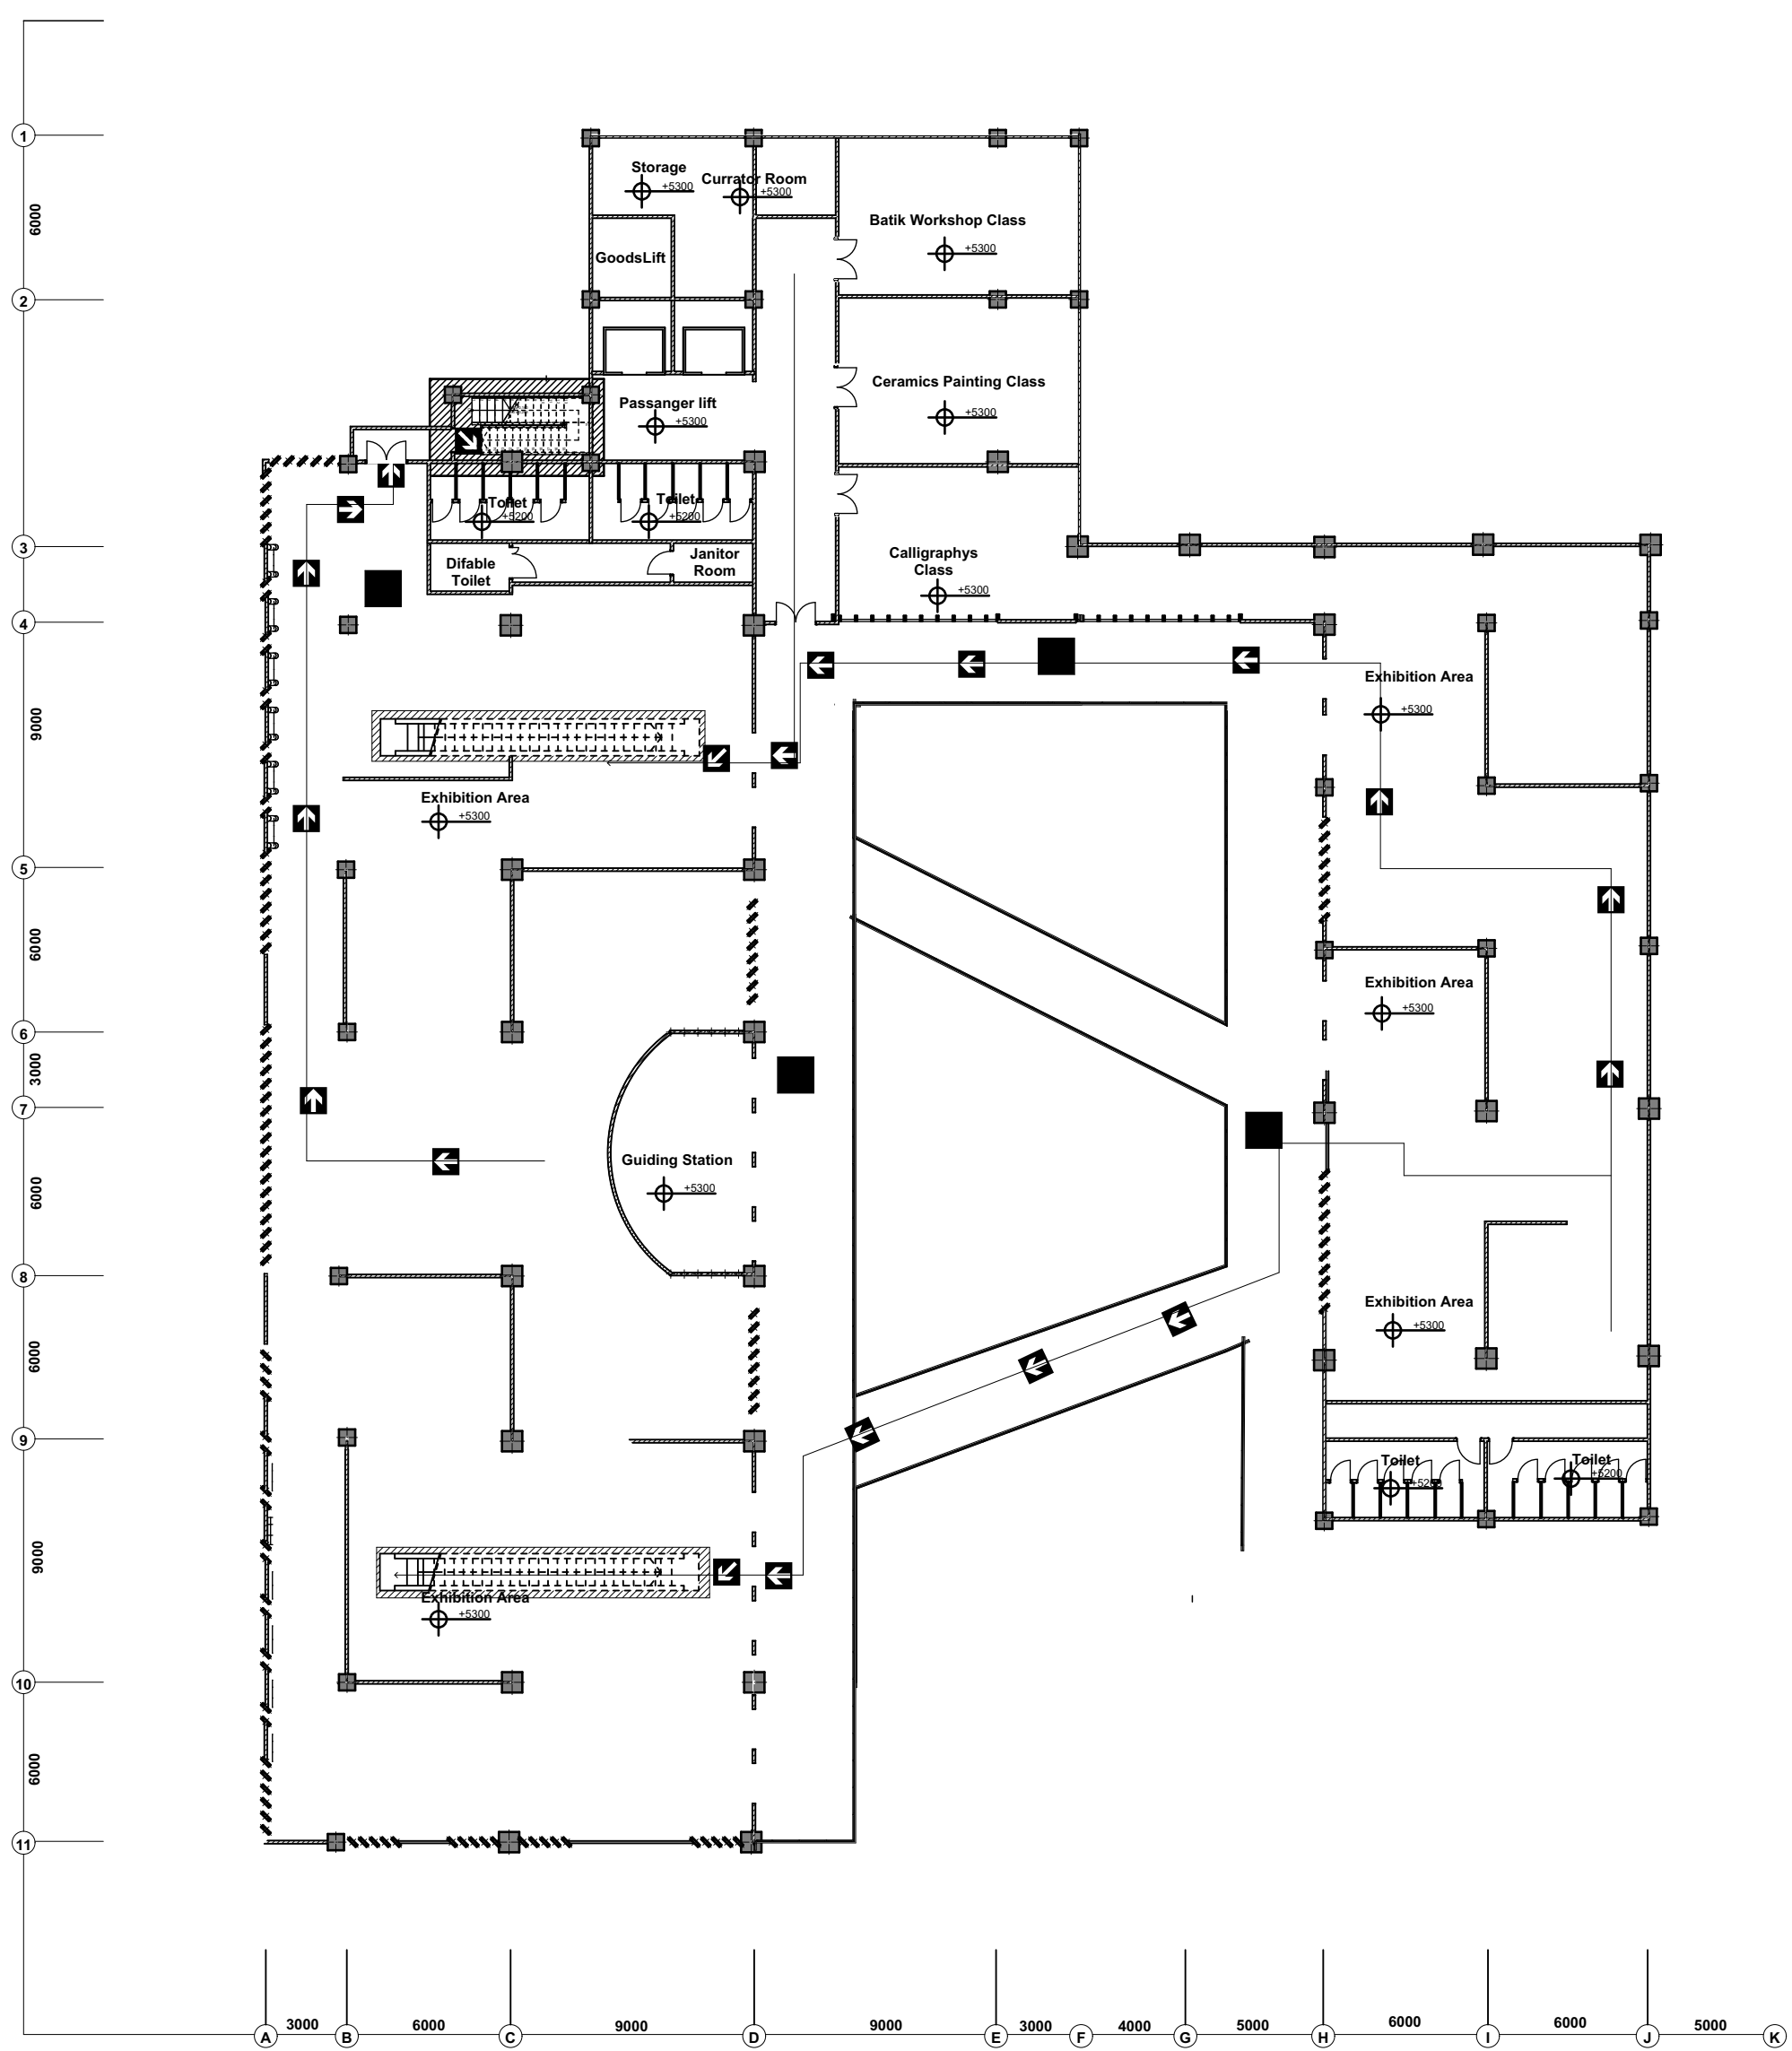 1
Storage
+5300
Currator Room
+5300
6000
Batik Workshop Class
+5300
GoodsLift
2
Ceramics Painting Class
+5300
Passanger lift
+5300
Toilet
+5200
Toilet
+5200
3
Difable
Toilet
Janitor
Room
Calligraphys
Class
+5300
4
Exhibition Area
+5300
9000
Exhibition Area
+5300
5
6000
Exhibition Area
+5300
6
3000
7
Guiding Station
+5300
6000
8
Exhibition Area
+5300
6000
9
Toilet
+5200
Toilet
+5200
9000
Exhibition Area
+5300
10
6000
11
3000
6000
9000
9000
3000
4000
5000
6000
6000
5000
A
B
C
D
E
F
G
H
I
J
K